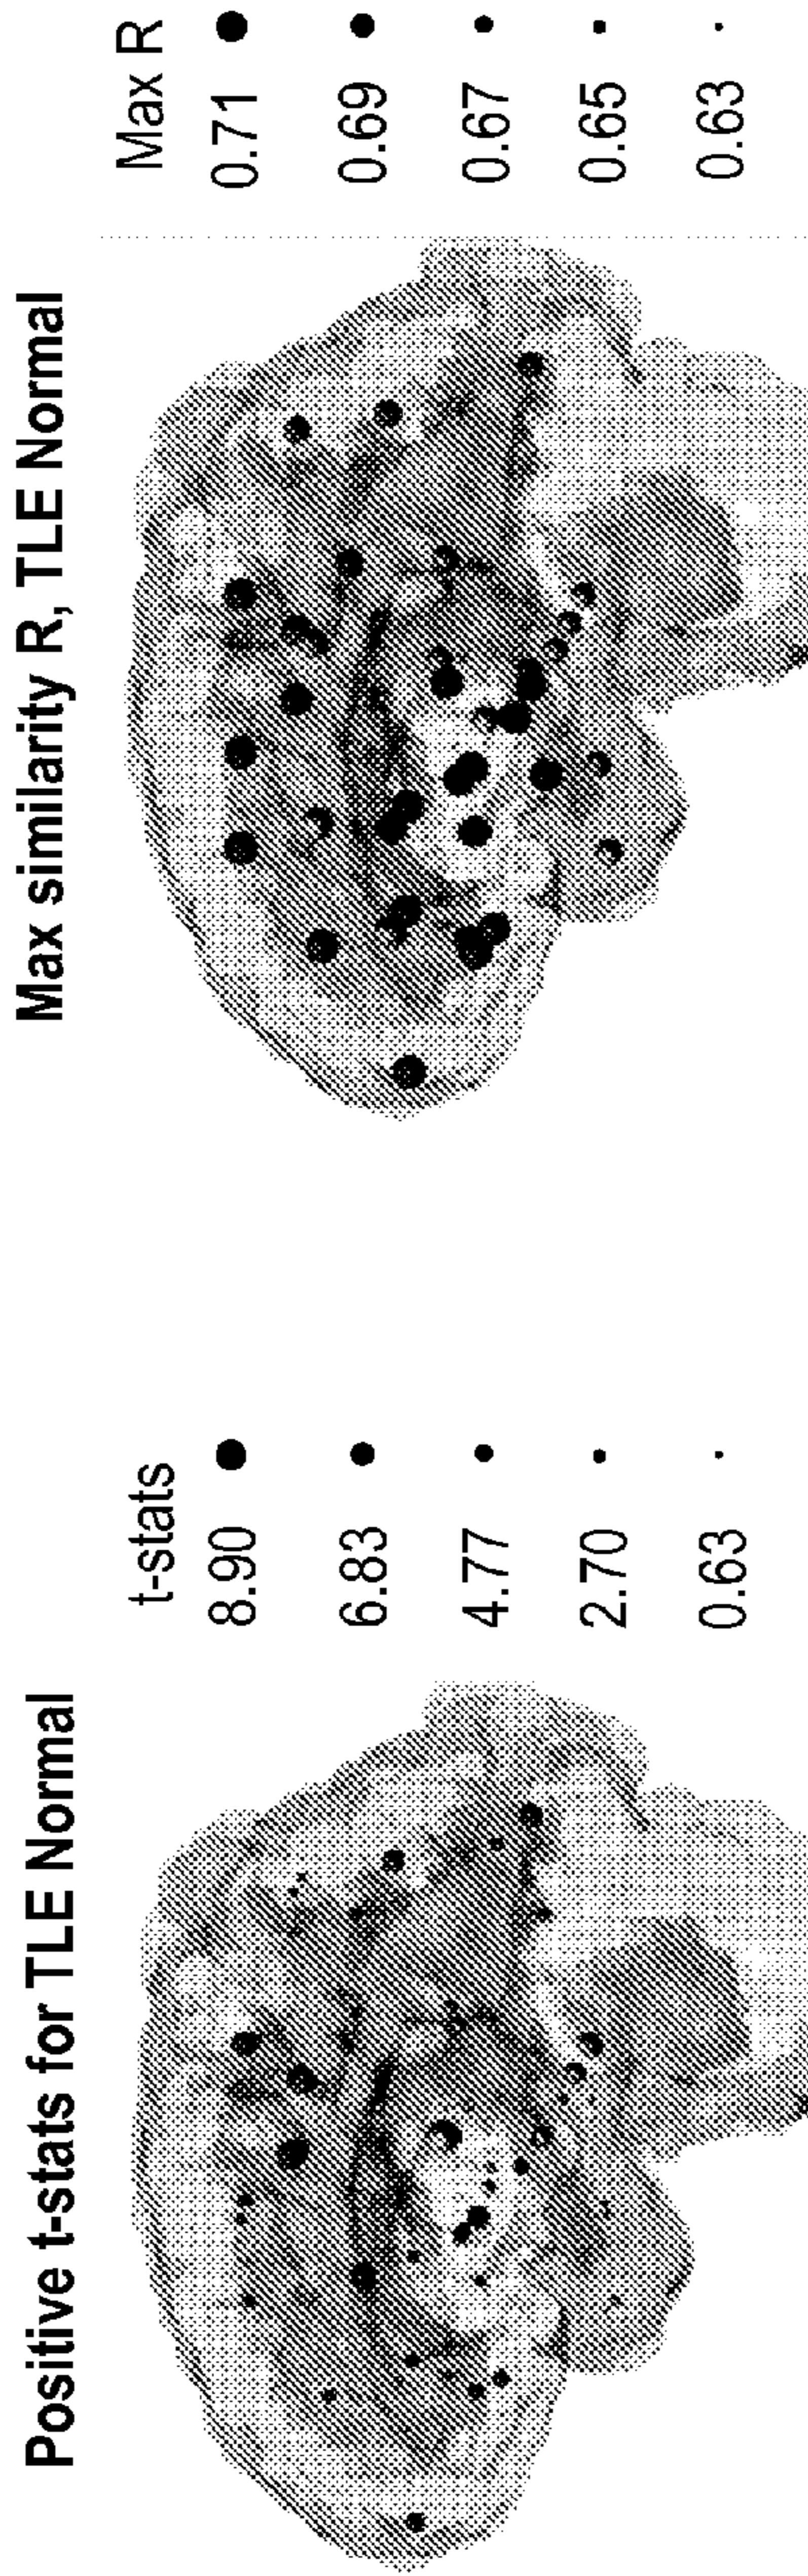 Positive t-stats for TLE Normal
t-stats
8.90
6.83
4.77
2.70
0.63
Max similarity R, TLE Normal
Max R
0.71
0.69
0.67
0.65
0.63